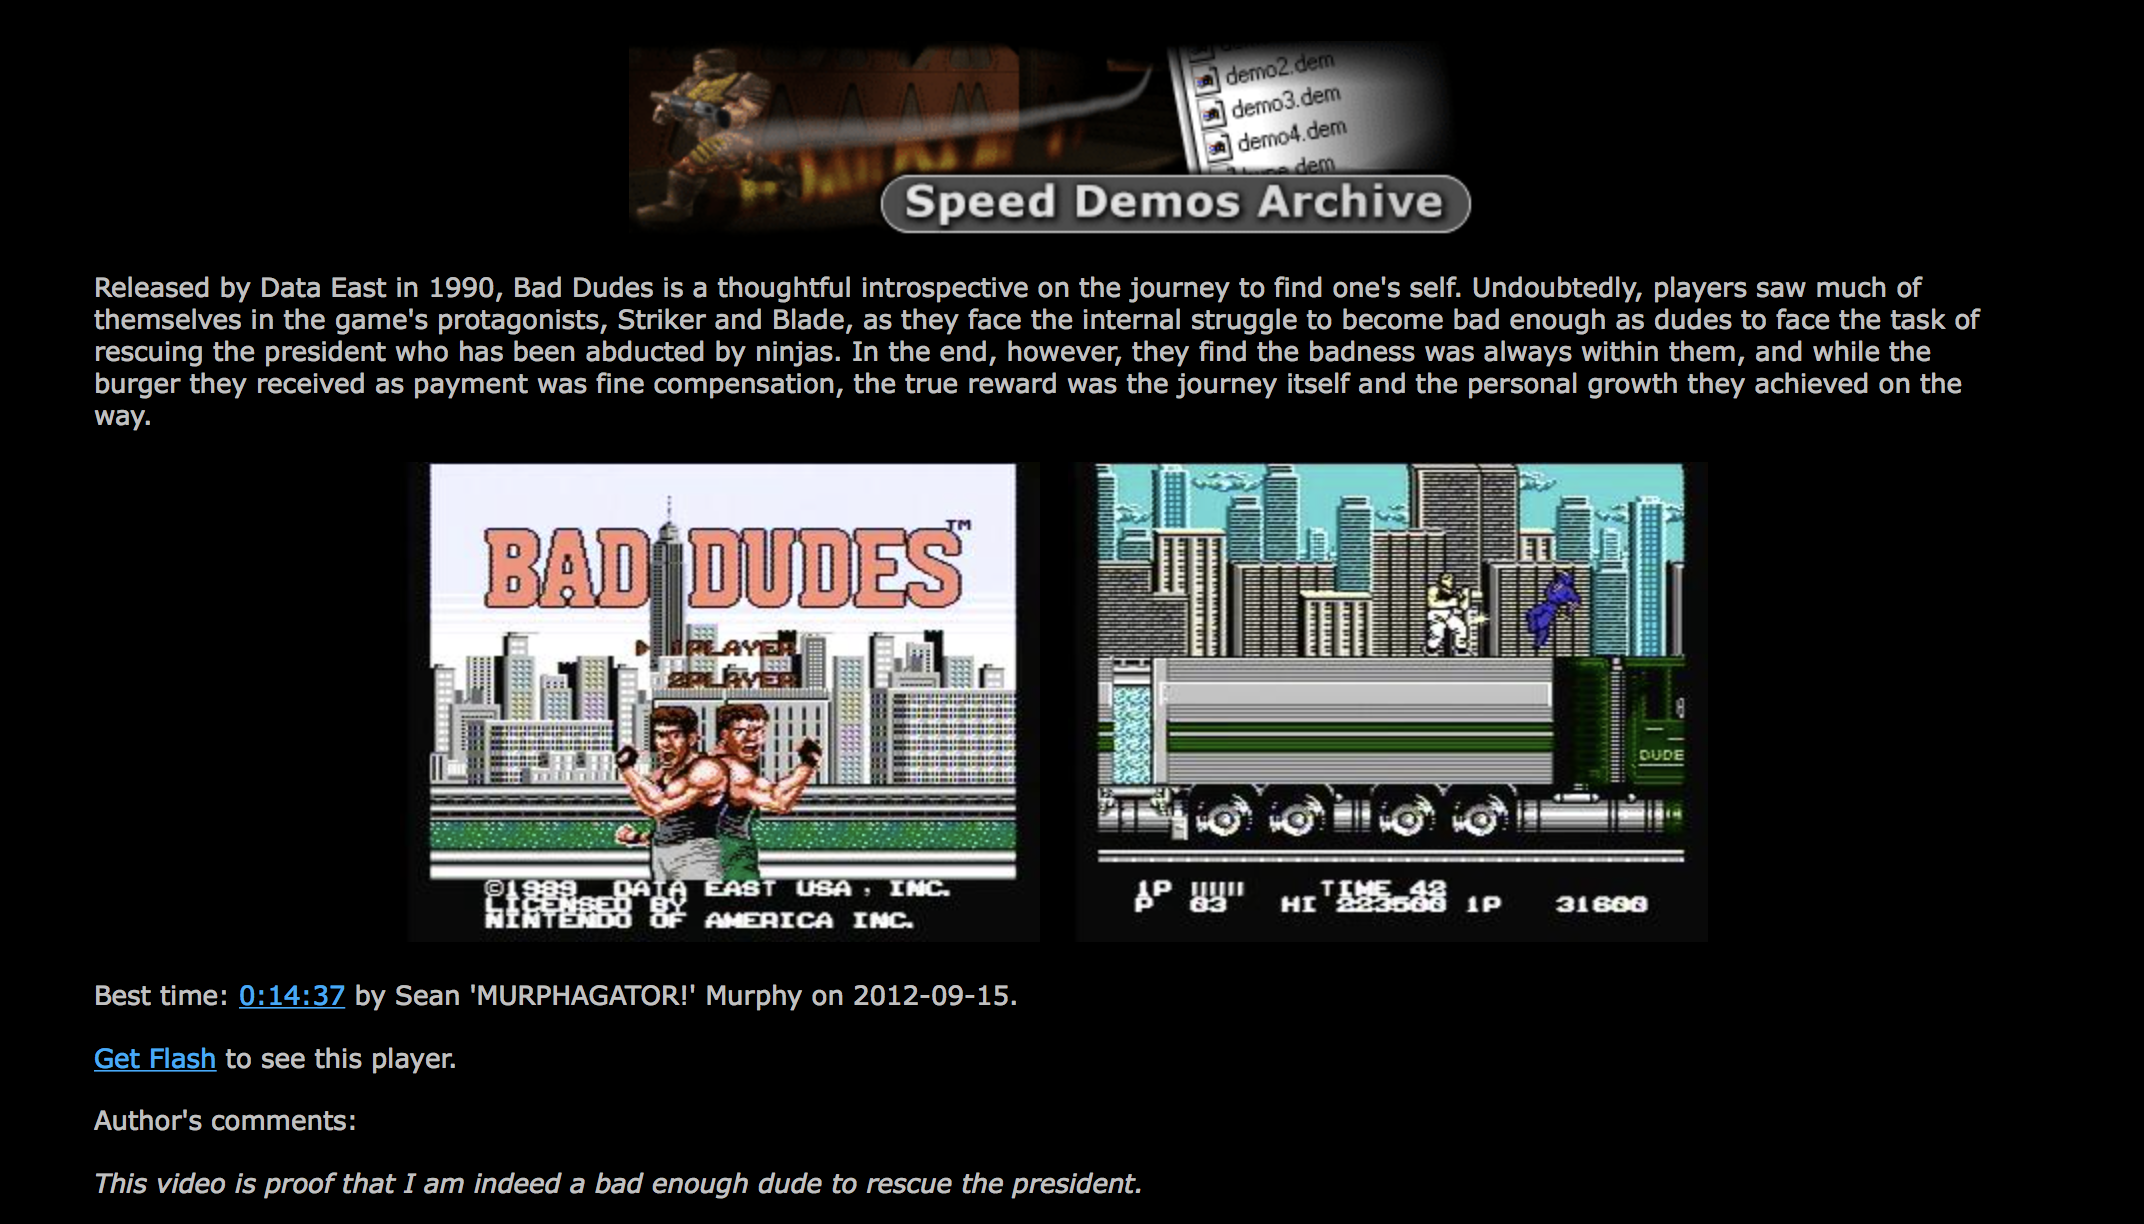 demo2.dem
demo3.dem
demo4.dem
Speed Demos Archive
Released by Data East in 1990, Bad Dudes is a thoughtful introspective on the journey to find one's self. Undoubtedly, players saw much of
themselves in the game's protagonists, Striker and Blade, as they face the internal struggle to become bad enough as dudes to face the task of
rescuing the president who has been abducted by ninjas. In the end, however, they find the badness was always within them, and while the
burger they received as payment was fine compensation, the true reward was the journey itself and the personal growth they achieved on the
way.
BAD DUDES™
1PLAYER
2PLAYER
©1989 DATA EAST USA, INC.
LICENSED BY
NINTENDO OF AMERICA INC.
DUDE
1P TIME 42
P 03 HI 223500 1P 31600
Best time: 0:14:37 by Sean 'MURPHAGATOR!' Murphy on 2012-09-15.
Get Flash to see this player.
Author's comments:
This video is proof that I am indeed a bad enough dude to rescue the president.